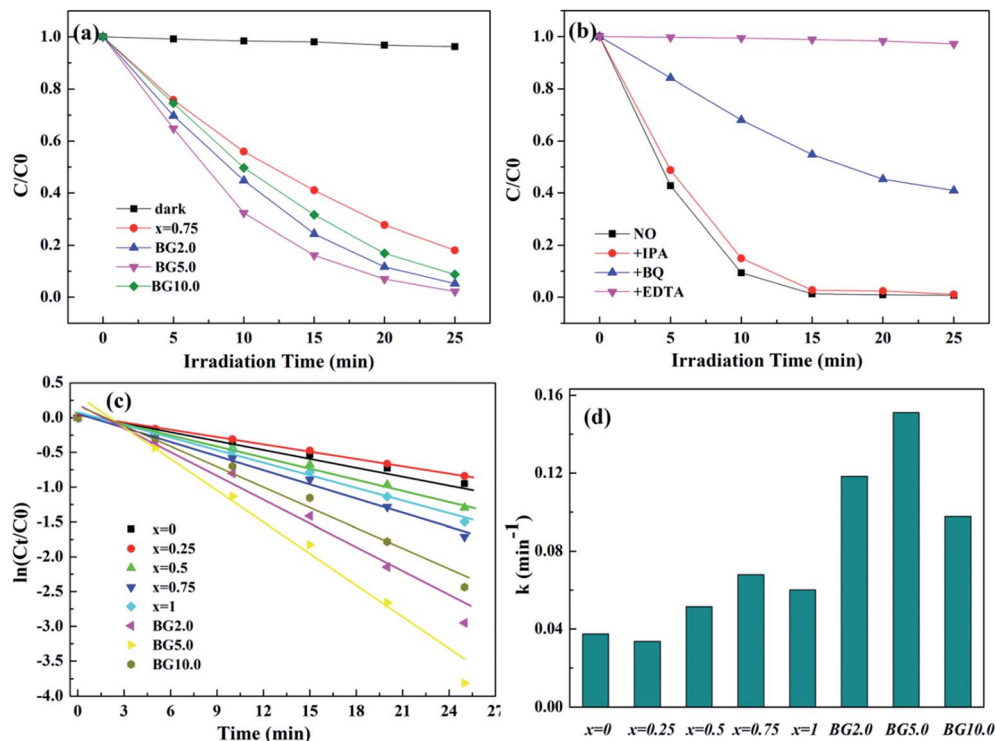 (a)
C/C0
1.0
0.8
0.6
0.4
0.2
0.0
dark
x=0.75
BG2.0
BG5.0
BG10.0
0 5 10 15 20 25
Irradiation Time (min)
(b)
C/C0
1.0
0.8
0.6
0.4
0.2
0.0
NO
+IPA
+BQ
+EDTA
0 5 10 15 20 25
Irradiation Time (min)
(c)
ln(Ct/C0)
0.5
0.0
-0.5
-1.0
-1.5
-2.0
-2.5
-3.0
-3.5
-4.0
x=0
x=0.25
x=0.5
x=0.75
x=1
BG2.0
BG5.0
BG10.0
0 3 6 9 12 15 18 21 24 27
Time (min)
(d)
k (min-1)
0.16
0.12
0.08
0.04
0.00
x=0 x=0.25 x=0.5 x=0.75 x=1 BG2.0 BG5.0 BG10.0